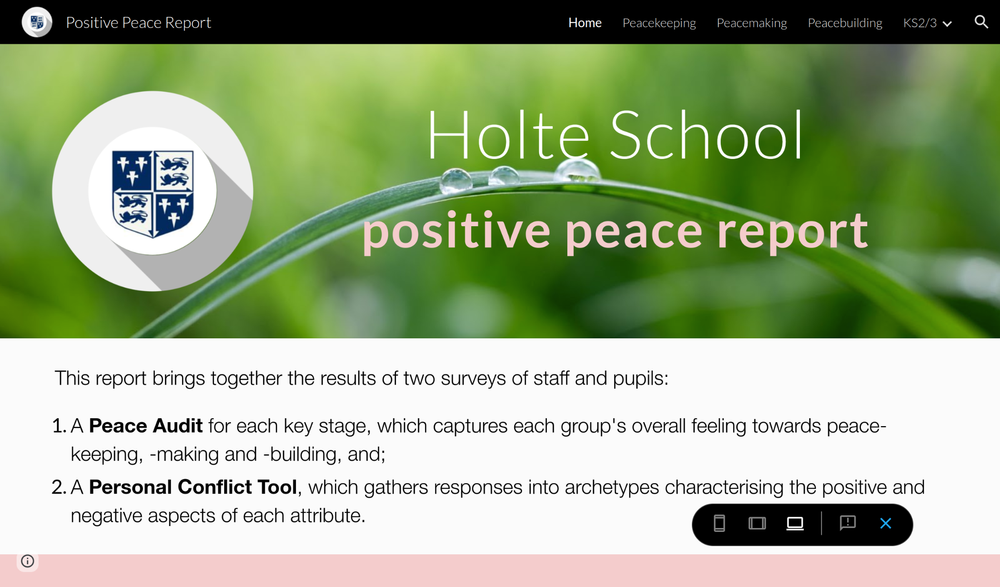 Positive Peace Report
Home Peacekeeping Peacemaking Peacebuilding KS2/3
Holte School
positive peace report
This report brings together the results of two surveys of staff and pupils:
1. A Peace Audit for each key stage, which captures each group's overall feeling towards peace-
keeping, -making and -building, and;
2. A Personal Conflict Tool, which gathers responses into archetypes characterising the positive and
negative aspects of each attribute.